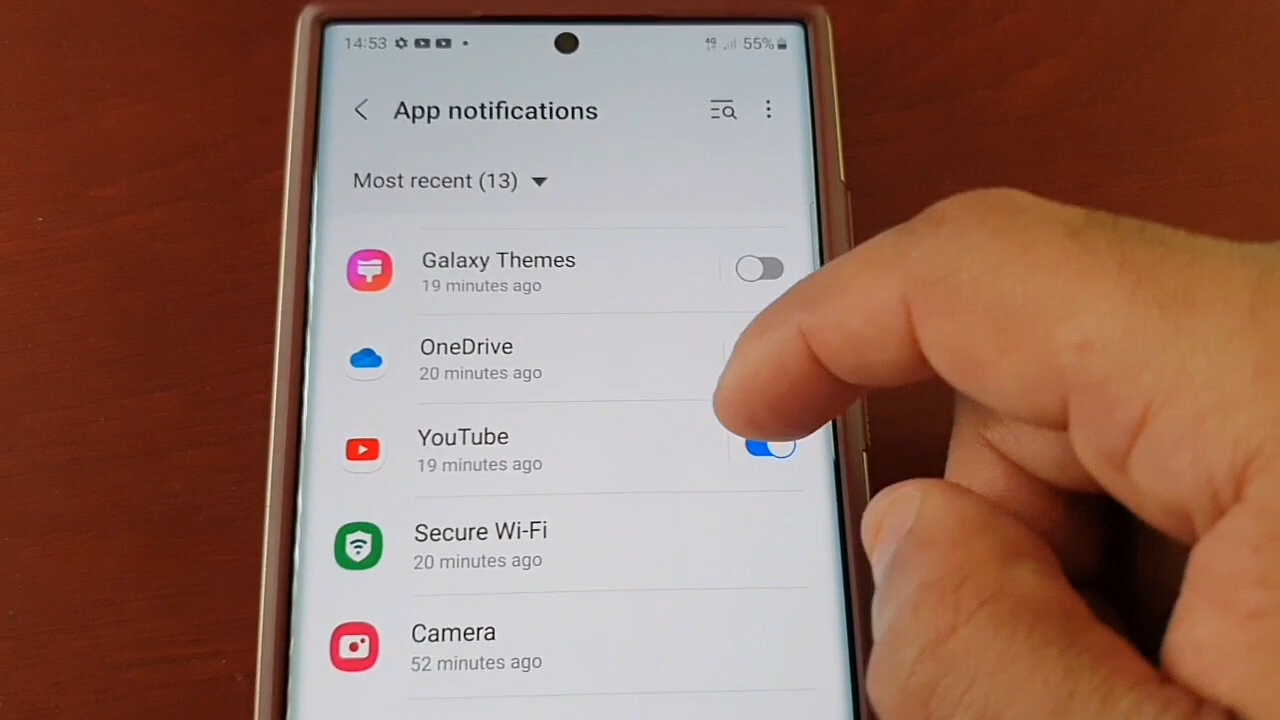 14:53 4G 55%
App notifications
Most recent (13)
Galaxy Themes
19 minutes ago
OneDrive
20 minutes ago
YouTube
19 minutes ago
Secure Wi-Fi
20 minutes ago
Camera
52 minutes ago